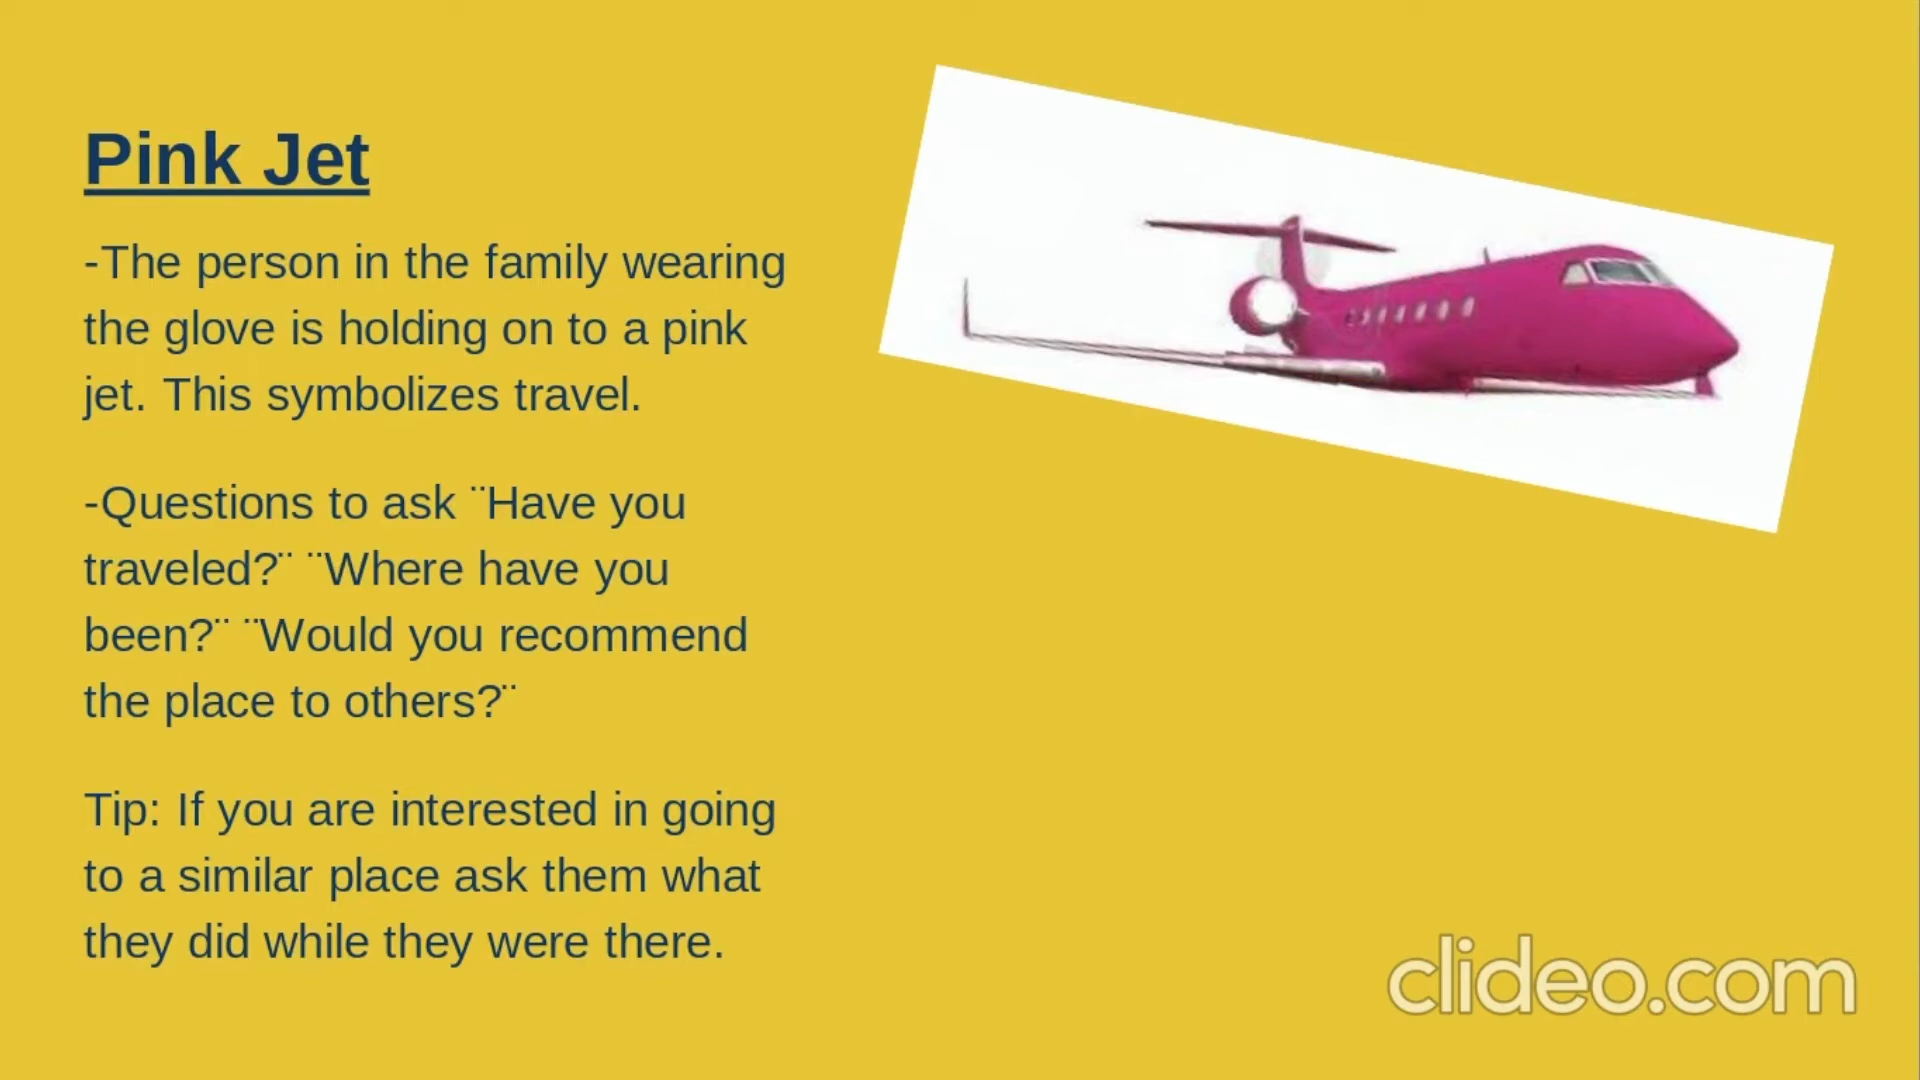 Pink Jet
-The person in the family wearing
the glove is holding on to a pink
jet. This symbolizes travel.
-Questions to ask ¨Have you
traveled?¨ ¨Where have you
been?¨ ¨Would you recommend
the place to others?¨
Tip: If you are interested in going
to a similar place ask them what
they did while they were there.
clideo.com